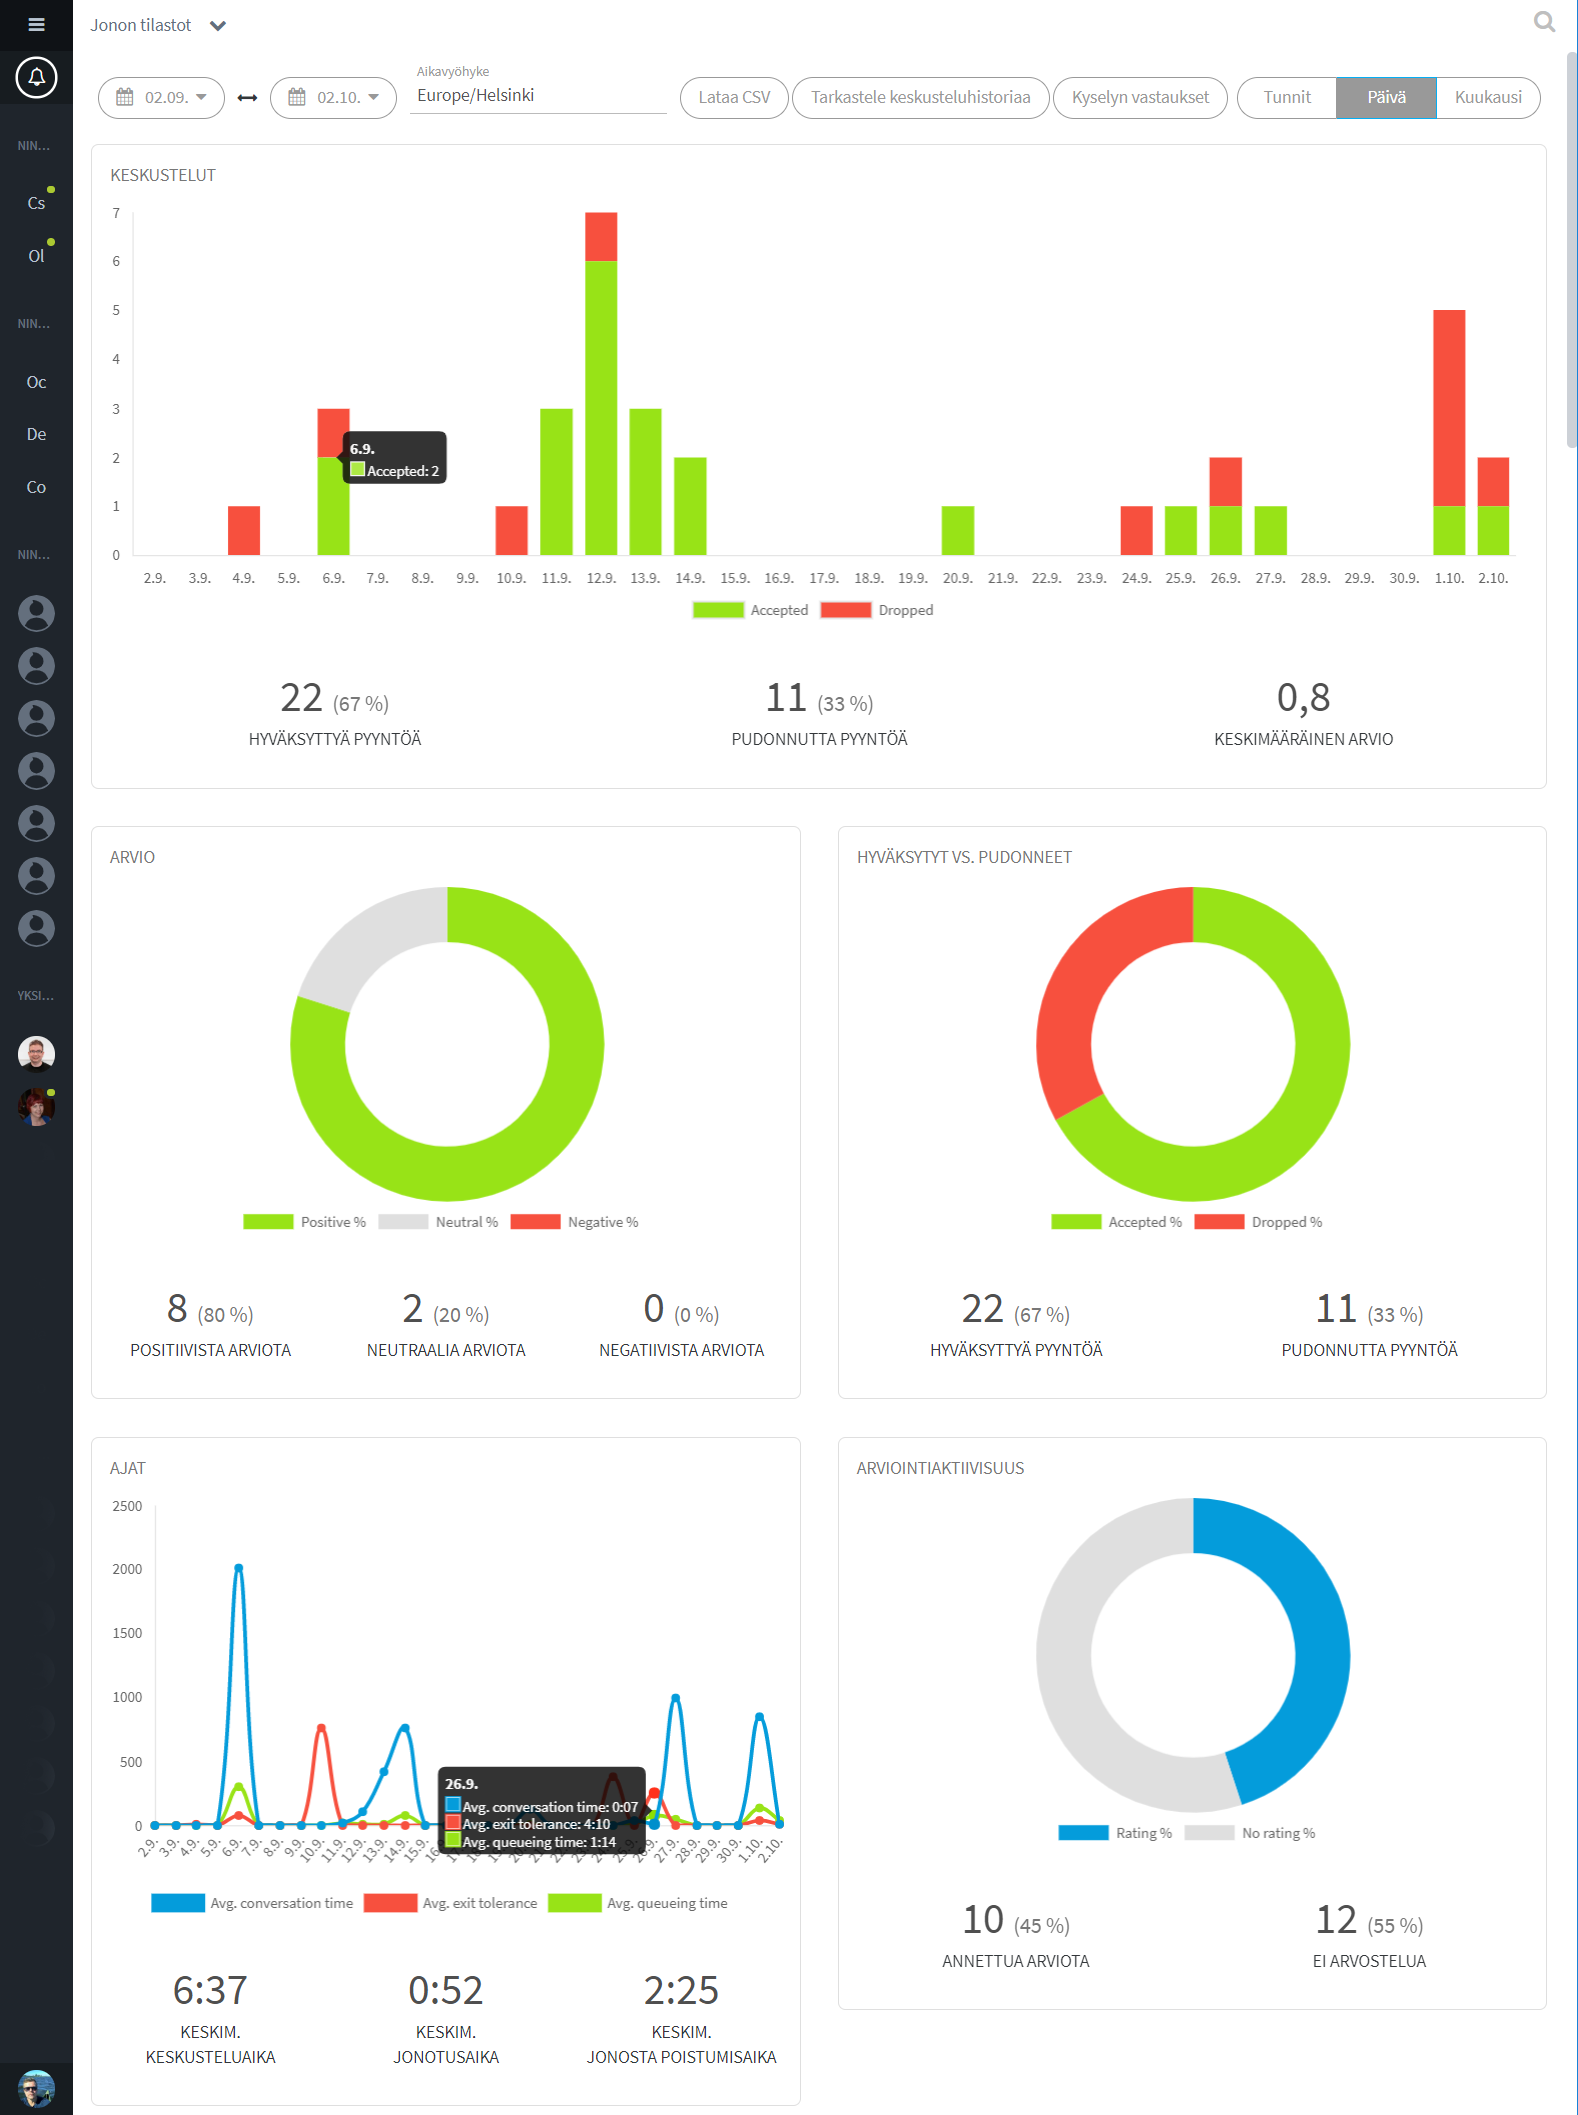 Jonon tilastot
02.09.
02.10.
Aikavyöhyke
Europe/Helsinki
Lataa CSV
Tarkastele keskusteluhistoriaa
Kyselyn vastaukset
Tunnit
Päivä
Kuukausi
NIN...
Cs
Ol
NIN...
Oc
De
Co
NIN...
YKSI...
KESKUSTELUT
7
6
5
4
3
2
1
0
6.9.
Accepted: 2
2.9. 3.9. 4.9. 5.9. 6.9. 7.9. 8.9. 9.9. 10.9. 11.9. 12.9. 13.9. 14.9. 15.9. 16.9. 17.9. 18.9. 19.9. 20.9. 21.9. 22.9. 23.9. 24.9. 25.9. 26.9. 27.9. 28.9. 29.9. 30.9. 1.10. 2.10.
Accepted Dropped
22 (67 %)
HYVÄKSYTTYÄ PYYNTÖÄ
11 (33 %)
PUDONNUTTA PYYNTÖÄ
0,8
KESKIMÄÄRÄINEN ARVIO
ARVIO
Positive % Neutral % Negative %
8 (80 %)
POSITIIVISTA ARVIOTA
2 (20 %)
NEUTRAALIA ARVIOTA
0 (0 %)
NEGATIIVISTA ARVIOTA
HYVÄKSYTYT VS. PUDONNEET
Accepted % Dropped %
22 (67 %)
HYVÄKSYTTYÄ PYYNTÖÄ
11 (33 %)
PUDONNUTTA PYYNTÖÄ
AJAT
2500
2000
1500
1000
500
0
26.9.
Avg. conversation time: 0:07
Avg. exit tolerance: 4:10
Avg. queueing time: 1:14
2.9. 3.9. 4.9. 5.9. 6.9. 7.9. 8.9. 9.9. 10.9. 11.9. 12.9. 13.9. 14.9. 15.9. 27.9. 28.9. 29.9. 30.9. 1.10. 2.10.
Avg. conversation time Avg. exit tolerance Avg. queueing time
6:37
KESKIM.
KESKUSTELUAIKA
0:52
KESKIM.
JONOTUSAIKA
2:25
KESKIM.
JONOSTA POISTUMISAIKA
ARVIOINTIAKTIIVISUUS
Rating % No rating %
10 (45 %)
ANNETTUA ARVIOTA
12 (55 %)
EI ARVOSTELUA